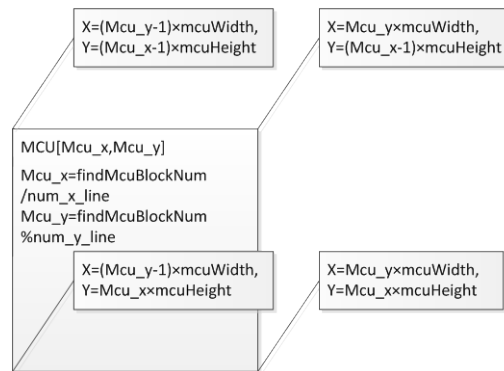 X=(Mcu_y-1)×mcuWidth,
Y=(Mcu_x-1)×mcuHeight
X=Mcu_y×mcuWidth,
Y=(Mcu_x-1)×mcuHeight
MCU[Mcu_x,Mcu_y]
Mcu_x=findMcuBlockNum
/num_x_line
Mcu_y=findMcuBlockNum
%num_y_line
X=(Mcu_y-1)×mcuWidth,
Y=Mcu_x×mcuHeight
X=Mcu_y×mcuWidth,
Y=Mcu_x×mcuHeight